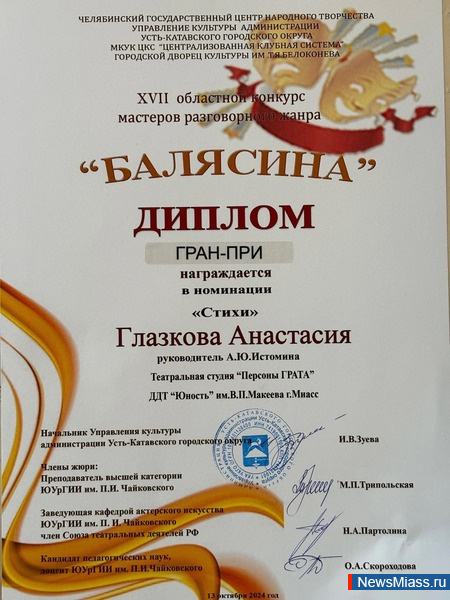 ЧЕЛЯБИНСКИЙ ГОСУДАРСТВЕННЫЙ ЦЕНТР НАРОДНОГО ТВОРЧЕСТВА
УПРАВЛЕНИЕ КУЛЬТУРЫ АДМИНИСТРАЦИИ
УСТЬ-КАТАВСКОГО ГОРОДСКОГО ОКРУГА
МКУК ЦКС "ЦЕНТРАЛИЗОВАННАЯ КЛУБНАЯ СИСТЕМА"
ГОРОДСКОЙ ДВОРЕЦ КУЛЬТУРЫ ИМ Т.Я.БЕЛОКОНЕВА
XVII областной конкурс
мастеров разговорного жанра
“БАЛЯСИНА”
ДИПЛОМ
ГРАН-ПРИ
награждается
в номинации
«Стихи»
Глазкова Анастасия
руководитель А.Ю.Истомина
Театральная студия “Персоны ГРАТА”
ДДТ “Юность” им.В.П.Макеева г.Миасс
Начальник Управления культуры
администрации Усть-Катавского городского округа
И.В.Зуева
Члены жюри:
Преподаватель высшей категории
ЮУрГИИ им. П.И. Чайковского
М.П.Трипольская
Заведующая кафедрой актерского искусства
ЮУрГИИ им. П. И. Чайковского
член Союза театральных деятелей РФ
Н.А.Партолина
Кандидат педагогических наук,
доцент ЮУрГИИ им. П.И.Чайковского
О.А.Скороходова
13 октября 2024 год
NewsMiass.ru